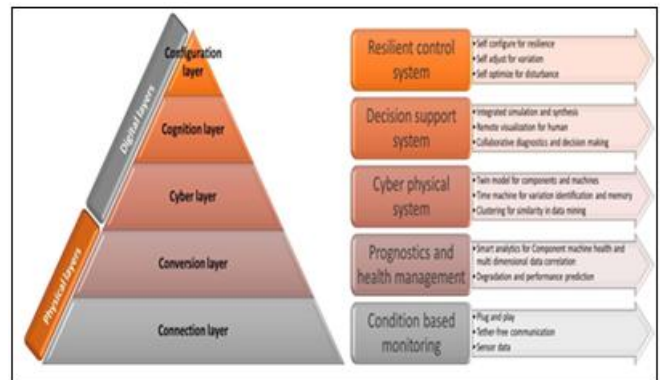 Digital layers
Physical layers
Configuration
layer
Cognition layer
Cyber layer
Conversion layer
Connection layer
Resilient control
system
• Self configure for resilience
• Self adjust for variation
• Self optimize for disturbance
Decision support
system
• Integrated simulation and synthesis
• Remote visualization for human
• Collaborative diagnostics and decision making
Cyber physical
system
• Twin model for components and machines
• Time machine for variation identification and memory
• Clustering for similarity in data mining
Prognostics and
health management
• Smart analytics for Component machine health and
multi dimensional data correlation
• Degradation and performance prediction
Condition based
monitoring
• Plug and play
• Tether-free communication
• Sensor data